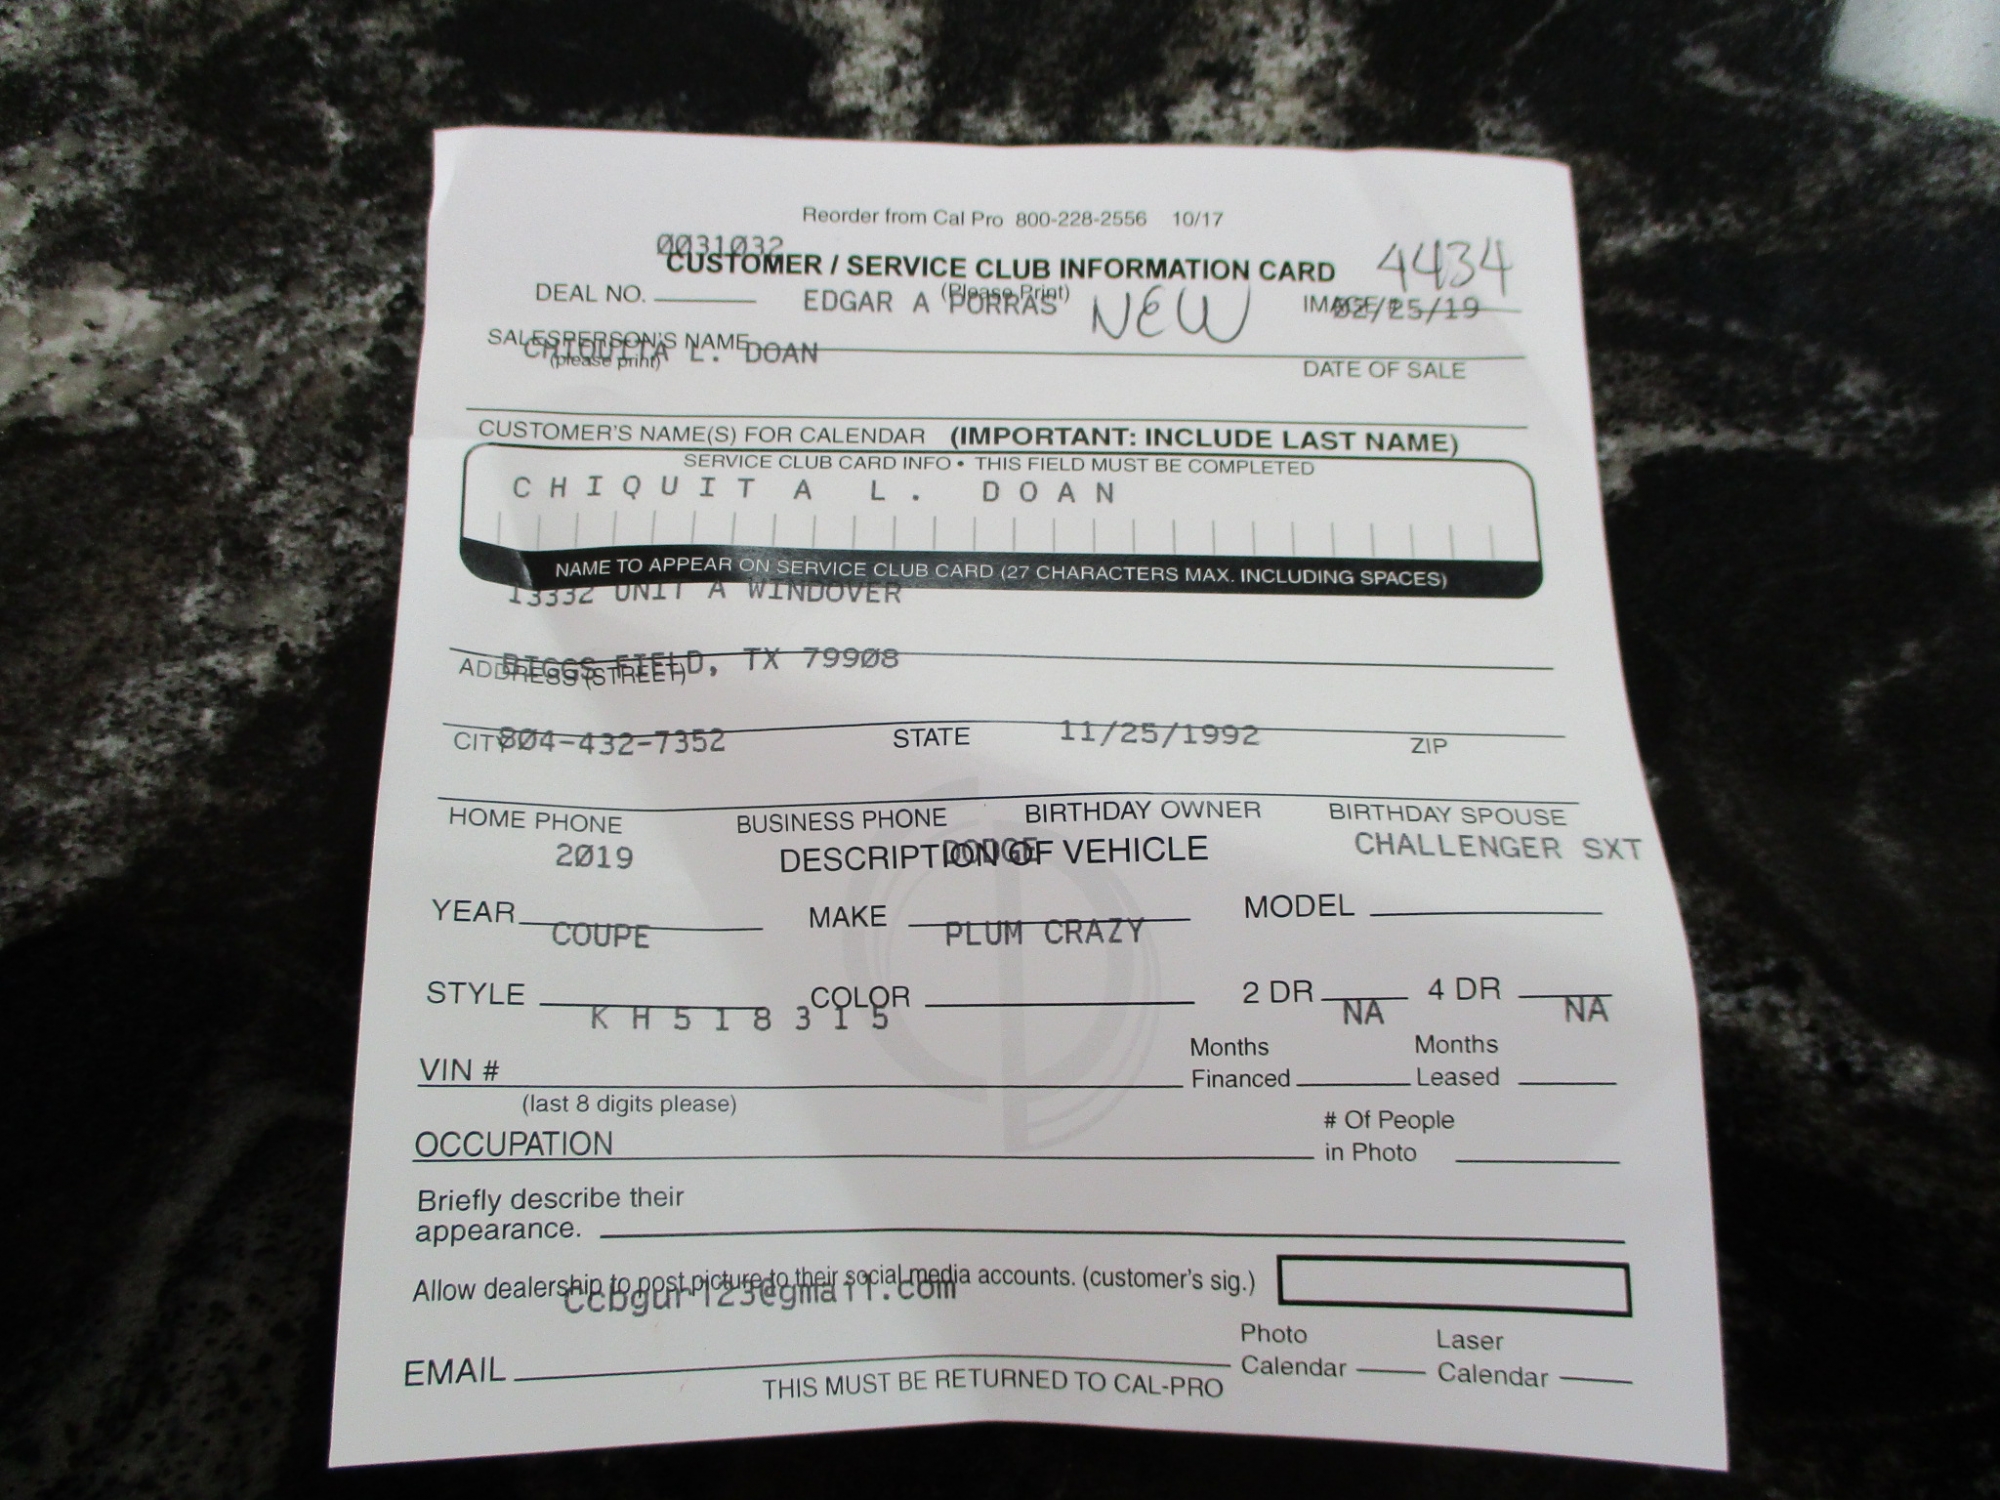 Reorder from Cal Pro 800-228-2556 10/17
0031032
CUSTOMER / SERVICE CLUB INFORMATION CARD 4434
(Please Print)
DEAL NO. EDGAR A PORRAS NEW IMAGE # 02/25/19
SALESPERSON'S NAME
(please print)
CHIQUITA L. DOAN
DATE OF SALE
CUSTOMER'S NAME(S) FOR CALENDAR (IMPORTANT: INCLUDE LAST NAME)
SERVICE CLUB CARD INFO • THIS FIELD MUST BE COMPLETED
CHIQUITA L. DOAN
NAME TO APPEAR ON SERVICE CLUB CARD (27 CHARACTERS MAX. INCLUDING SPACES)
13332 UNIT A WINDOVER
BIGGS FIELD, TX 79908
ADDRESS (STREET)
804-432-7352 11/25/1992
CITY STATE ZIP
HOME PHONE BUSINESS PHONE BIRTHDAY OWNER BIRTHDAY SPOUSE
2019 DODGE CHALLENGER SXT
DESCRIPTION OF VEHICLE
YEAR MAKE MODEL
COUPE PLUM CRAZY
STYLE COLOR 2 DR 4 DR
KH518315 NA NA
VIN # Months Financed Months Leased
(last 8 digits please)
OCCUPATION # Of People in Photo
Briefly describe their
appearance.
Allow dealership to post picture to their social media accounts. (customer's sig.)
EMAIL Photo Calendar Laser Calendar
THIS MUST BE RETURNED TO CAL-PRO